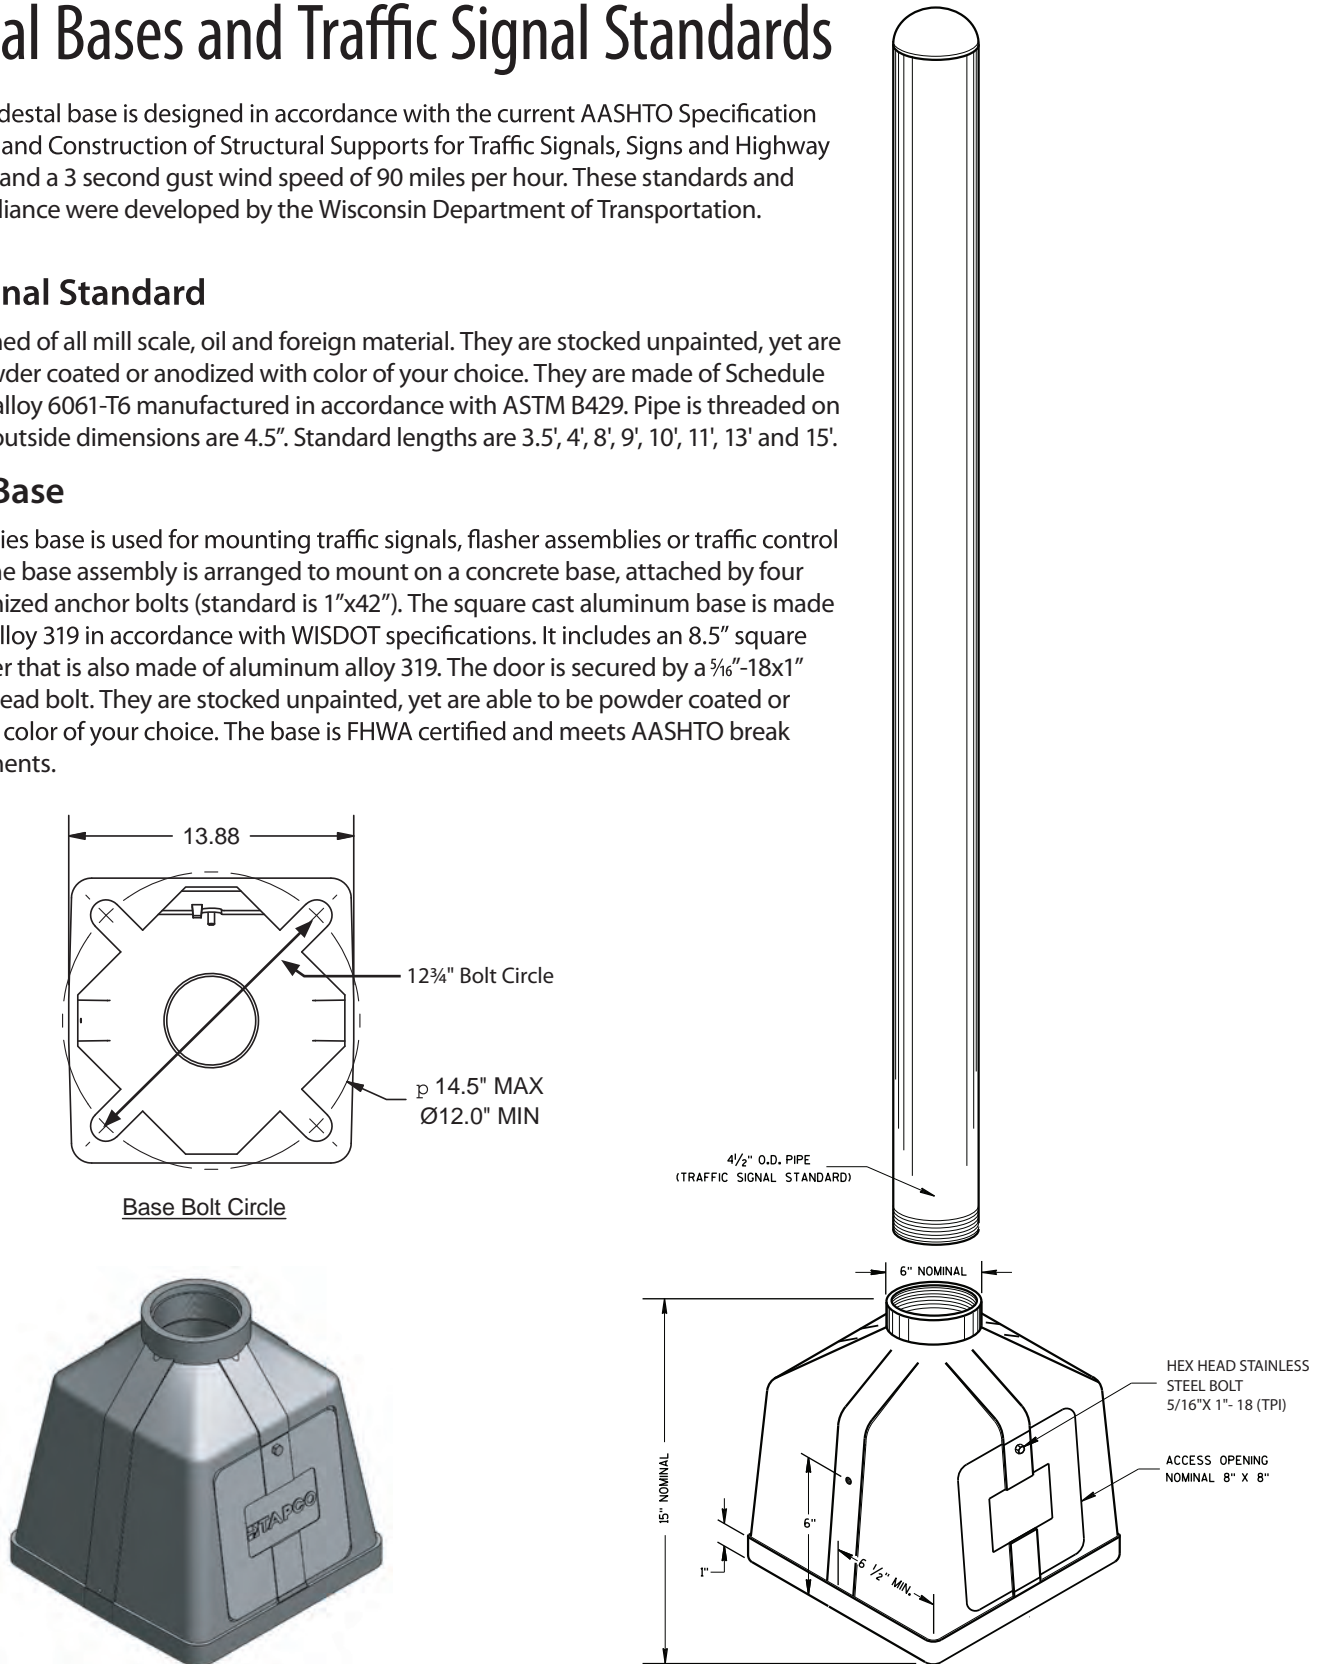 al Bases and Traffic Signal Standards
destal base is designed in accordance with the current AASHTO Specification
and Construction of Structural Supports for Traffic Signals, Signs and Highway
and a 3 second gust wind speed of 90 miles per hour. These standards and
liance were developed by the Wisconsin Department of Transportation.
nal Standard
ned of all mill scale, oil and foreign material. They are stocked unpainted, yet are
wder coated or anodized with color of your choice. They are made of Schedule
alloy 6061-T6 manufactured in accordance with ASTM B429. Pipe is threaded on
outside dimensions are 4.5”. Standard lengths are 3.5', 4', 8', 9', 10', 11', 13' and 15'.
Base
ies base is used for mounting traffic signals, flasher assemblies or traffic control
ne base assembly is arranged to mount on a concrete base, attached by four
nized anchor bolts (standard is 1”x42”). The square cast aluminum base is made
lloy 319 in accordance with WISDOT specifications. It includes an 8.5” square
er that is also made of aluminum alloy 319. The door is secured by a 5⁄16”-18x1”
ead bolt. They are stocked unpainted, yet are able to be powder coated or
color of your choice. The base is FHWA certified and meets AASHTO break
nents.
13.88
12¾" Bolt Circle
p 14.5" MAX
Ø12.0" MIN
Base Bolt Circle
4½" O.D. PIPE
(TRAFFIC SIGNAL STANDARD)
6" NOMINAL
HEX HEAD STAINLESS
STEEL BOLT
5/16"X 1"- 18 (TPI)
ACCESS OPENING
NOMINAL 8" X 8"
15" NOMINAL
6"
1"
6 ½" MIN.
TAPCO